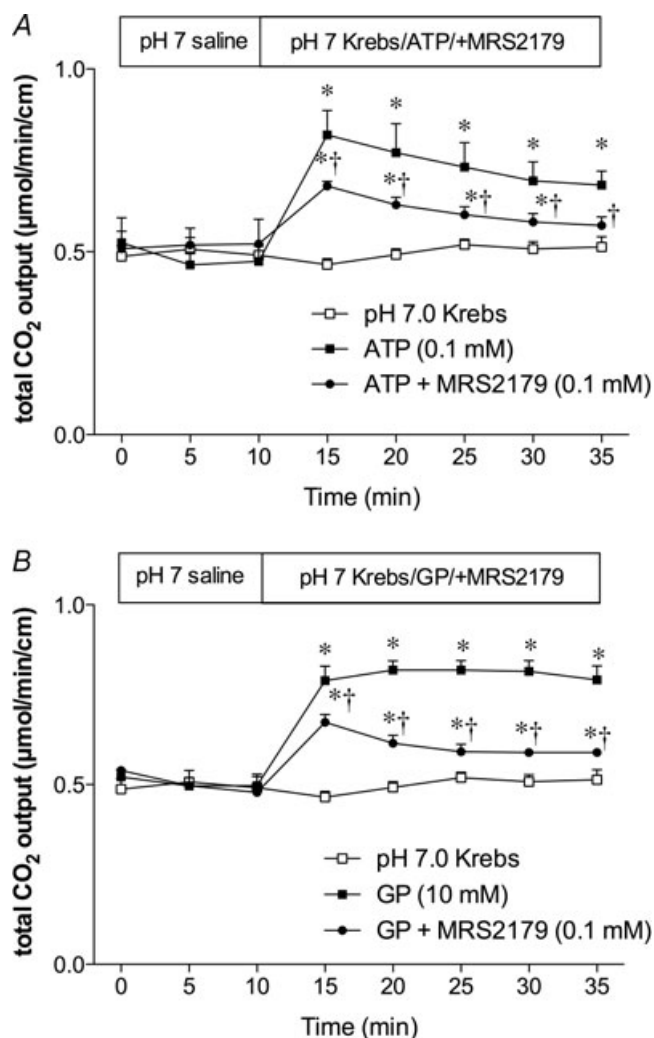 A
pH 7 saline
pH 7 Krebs/ATP/+MRS2179
1.0
0.5
0.0
total CO₂ output (µmol/min/cm)
* * * * *
*† *† *† *† †
pH 7.0 Krebs
ATP (0.1 mM)
ATP + MRS2179 (0.1 mM)
0 5 10 15 20 25 30 35
Time (min)
B
pH 7 saline
pH 7 Krebs/GP/+MRS2179
1.0
0.5
0.0
total CO₂ output (µmol/min/cm)
* * * * *
*† *† *† *† *†
pH 7.0 Krebs
GP (10 mM)
GP + MRS2179 (0.1 mM)
0 5 10 15 20 25 30 35
Time (min)